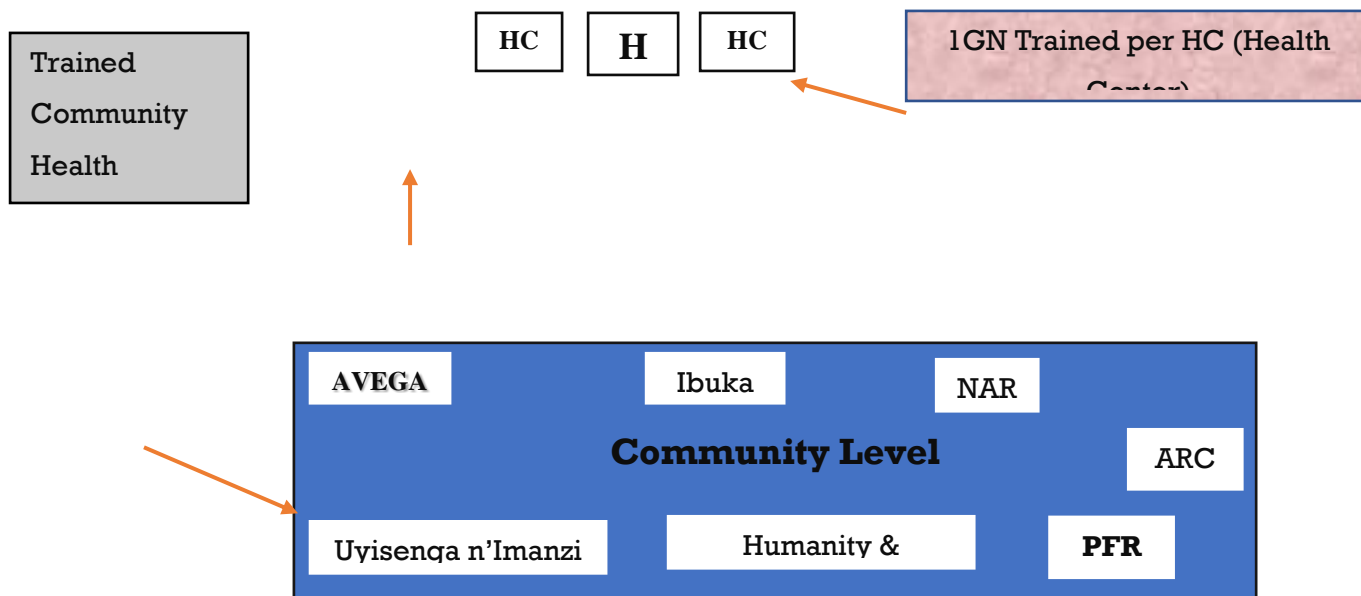 HC
H
HC
1GN Trained per HC (Health
Center)
Trained
Community
Health
AVEGA
Ibuka
NAR
Community Level
ARC
Uyisenga n’Imanzi
Humanity &
PFR